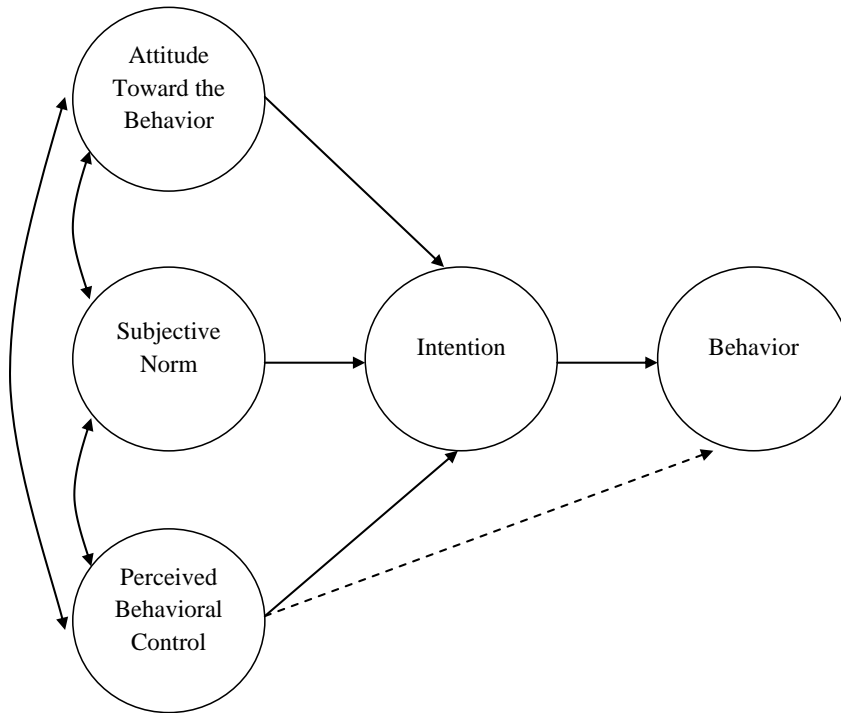 Attitude
Toward the
Behavior
Subjective
Norm
Intention
Behavior
Perceived
Behavioral
Control